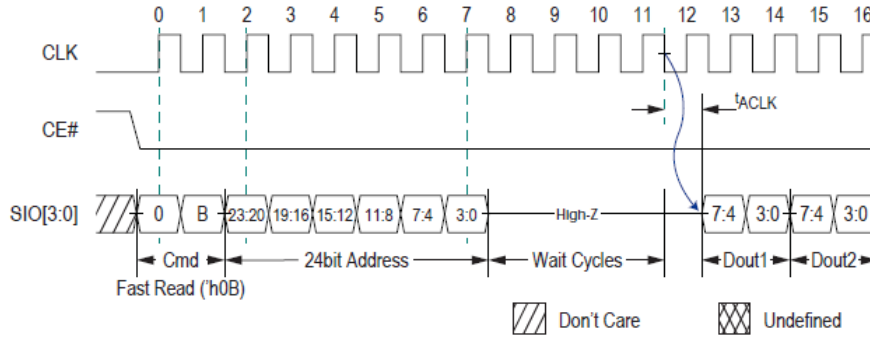 0 1 2 3 4 5 6 7 8 9 10 11 12 13 14 15 16
CLK
tACLK
CE#
SIO[3:0] 0 B 23:20 19:16 15:12 11:8 7:4 3:0 High-Z 7:4 3:0 7:4 3:0
Cmd 24bit Address Wait Cycles Dout1 Dout2
Fast Read ('h0B)
Don't Care Undefined